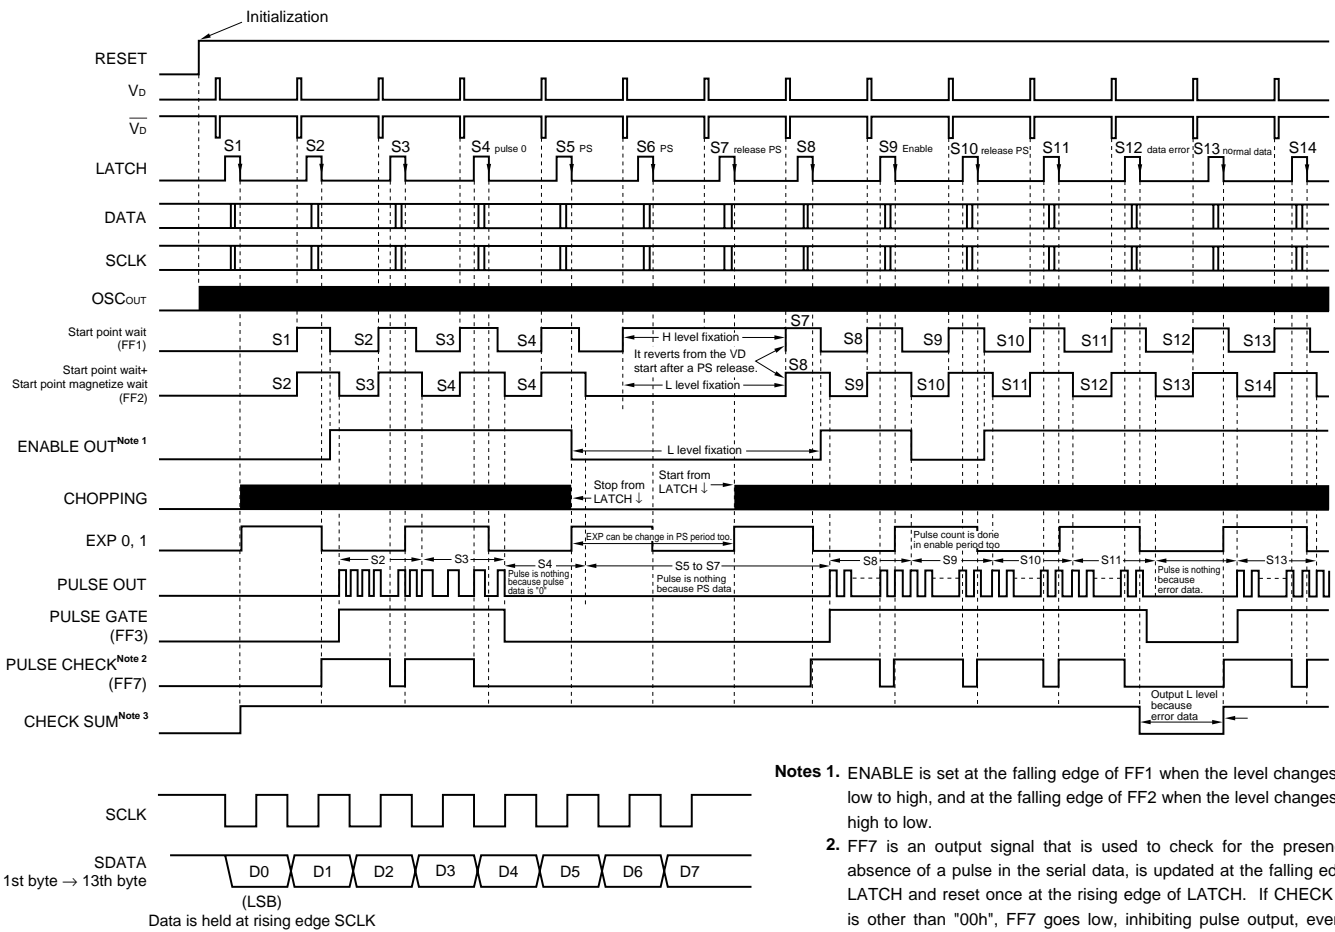 Initialization
RESET
VD
VD
S1 S2 S3 S4 pulse 0 S5 PS S6 PS S7 release PS S8 S9 Enable S10 release PS S11 S12 data error S13 normal data S14
LATCH
DATA
SCLK
OSCOUT
Start point wait
(FF1)
S1 S2 S3 S4 H level fixation S7 S8 S9 S10 S11 S12 S13
It reverts from the VD
start after a PS release.
Start point wait+
Start point magnetize wait
(FF2)
S2 S3 S4 S4 L level fixation S8 S9 S10 S11 S12 S13 S14
ENABLE OUT Note 1
L level fixation
CHOPPING
Stop from
LATCH ↓
Start from
LATCH ↓
EXP 0, 1
EXP can be change in PS period too.
Pulse count is done
in enable period too
PULSE OUT
S2 S3 S4 S5 to S7 S8 S9 S10 S11 S13
Pulse is nothing
because pulse
data is "0"
Pulse is nothing
because PS data
Pulse is nothing
because
error data.
PULSE GATE
(FF3)
PULSE CHECK Note 2
(FF7)
CHECK SUM Note 3
Output L level
because
error data
SCLK
SDATA
1st byte → 13th byte
D0 D1 D2 D3 D4 D5 D6 D7
(LSB)
Data is held at rising edge SCLK
Notes 1. ENABLE is set at the falling edge of FF1 when the level changes
low to high, and at the falling edge of FF2 when the level changes
high to low.
2. FF7 is an output signal that is used to check for the presen
absence of a pulse in the serial data, is updated at the falling ed
LATCH and reset once at the rising edge of LATCH. If CHECK
is other than "00h", FF7 goes low, inhibiting pulse output, ever